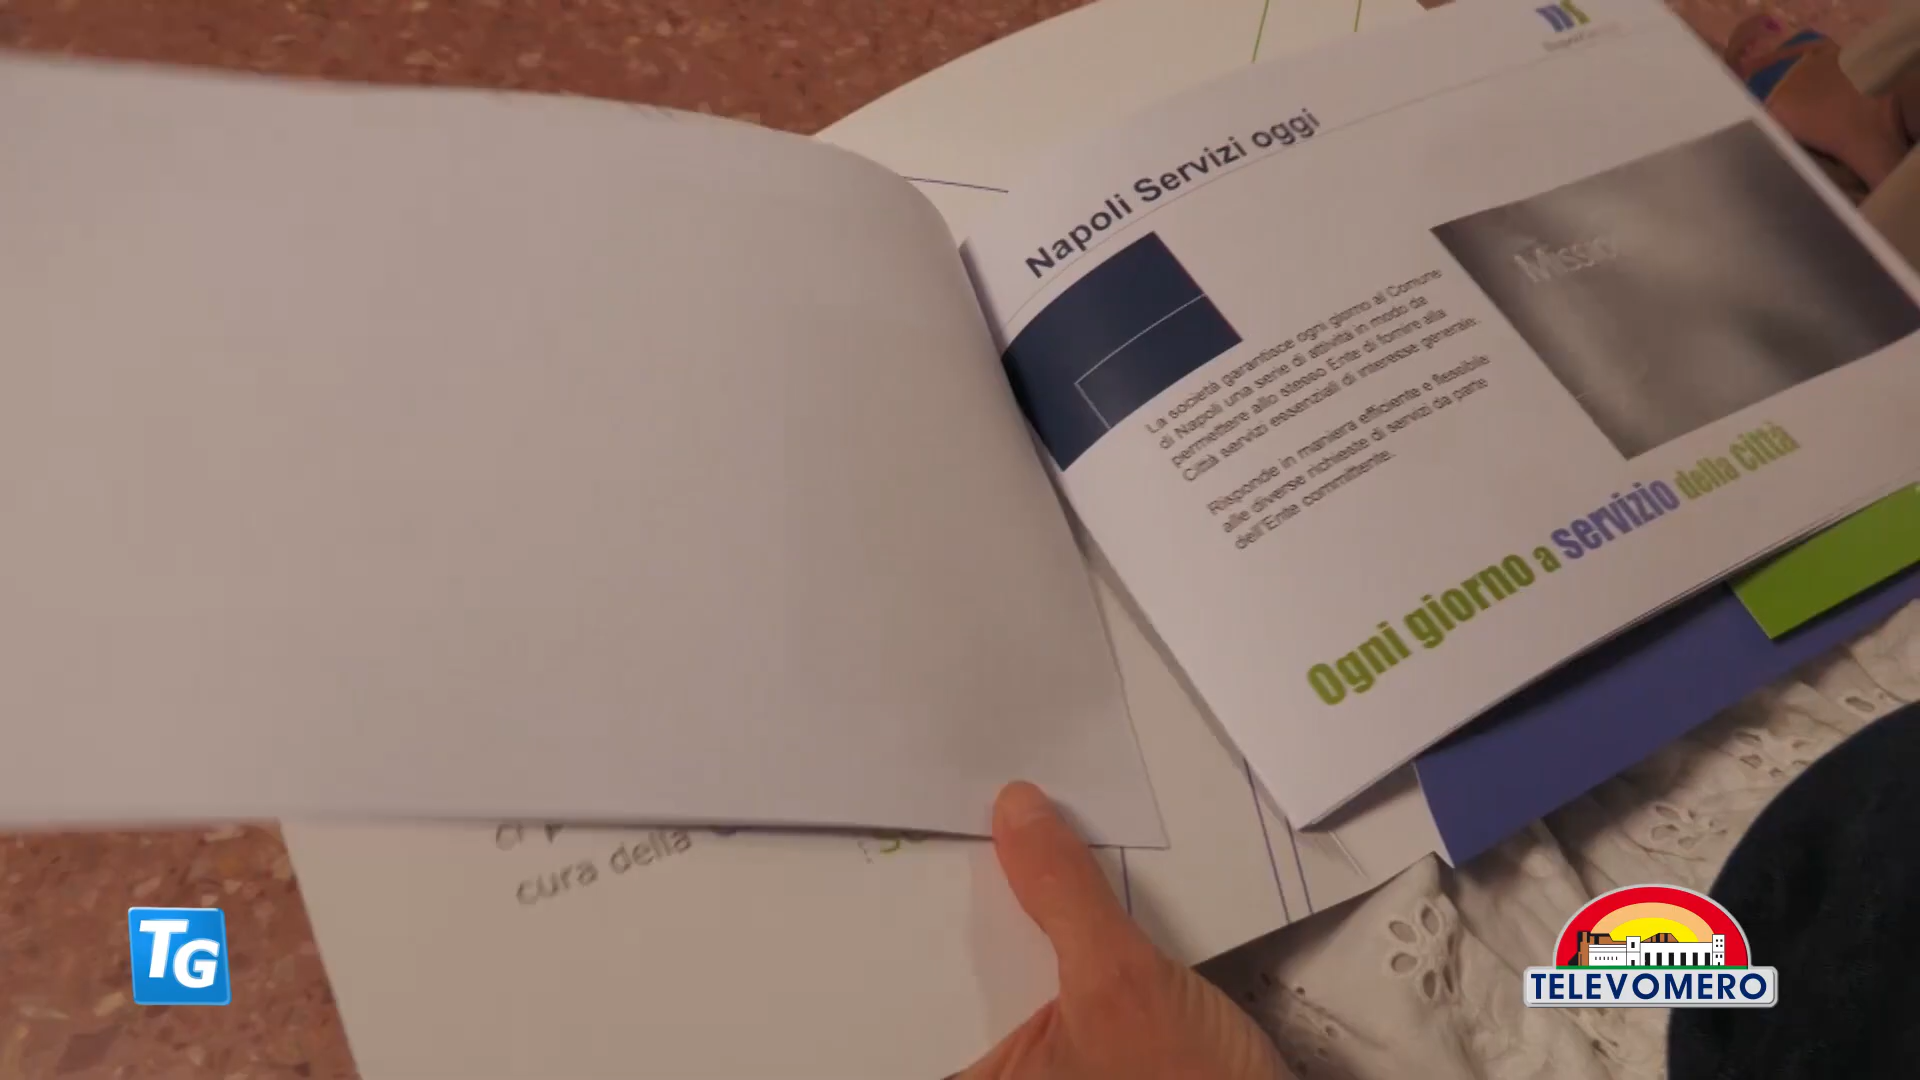 Napoli Servizi oggi
Missio
La società garantisce ogni giorno al Comune
di Napoli una serie di attività in modo da
permettere allo stesso Ente di fornire alla
Città servizi essenziali di interesse generale.
Risponde in maniera efficiente e flessibile
alle diverse richieste di servizi da parte
dell'Ente committente.
Ogni giorno a servizio della città
cura della
TG
TELEVOMERO